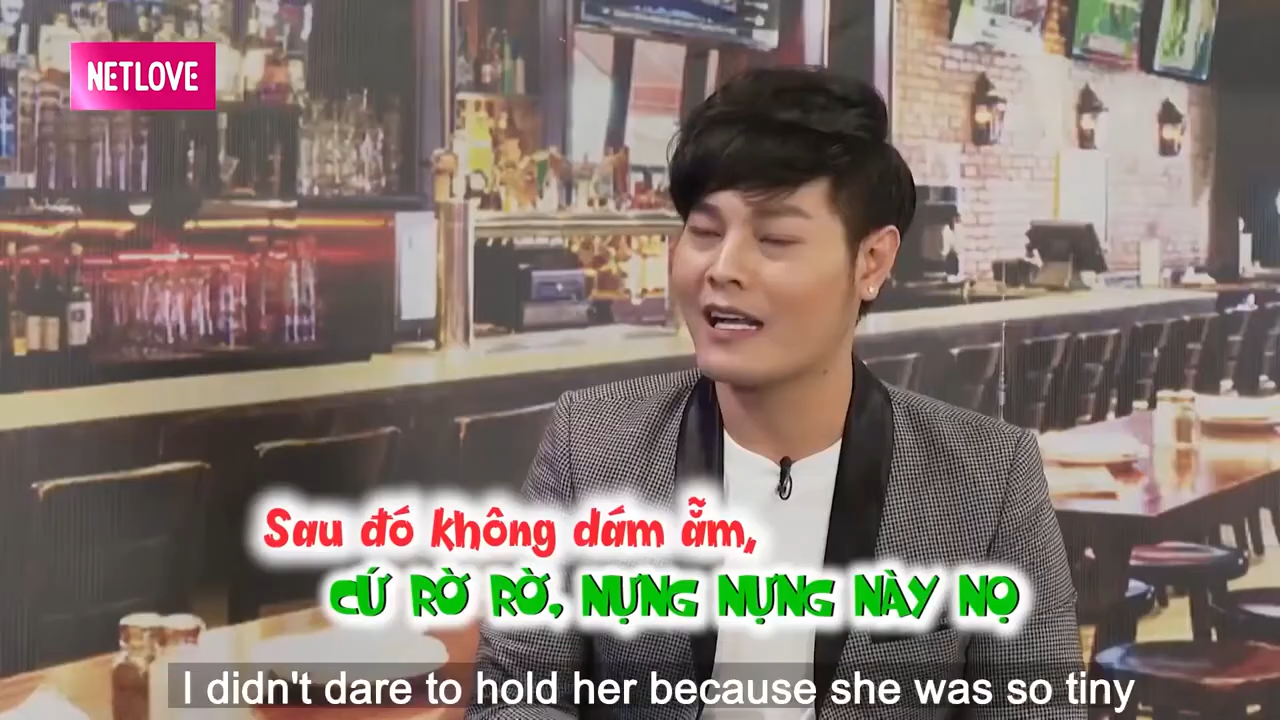 NETLOVE
Sau đó không dám ẵm,
CỨ RỜ RỜ, NỰNG NỰNG NÀY NỌ
I didn't dare to hold her because she was so tiny